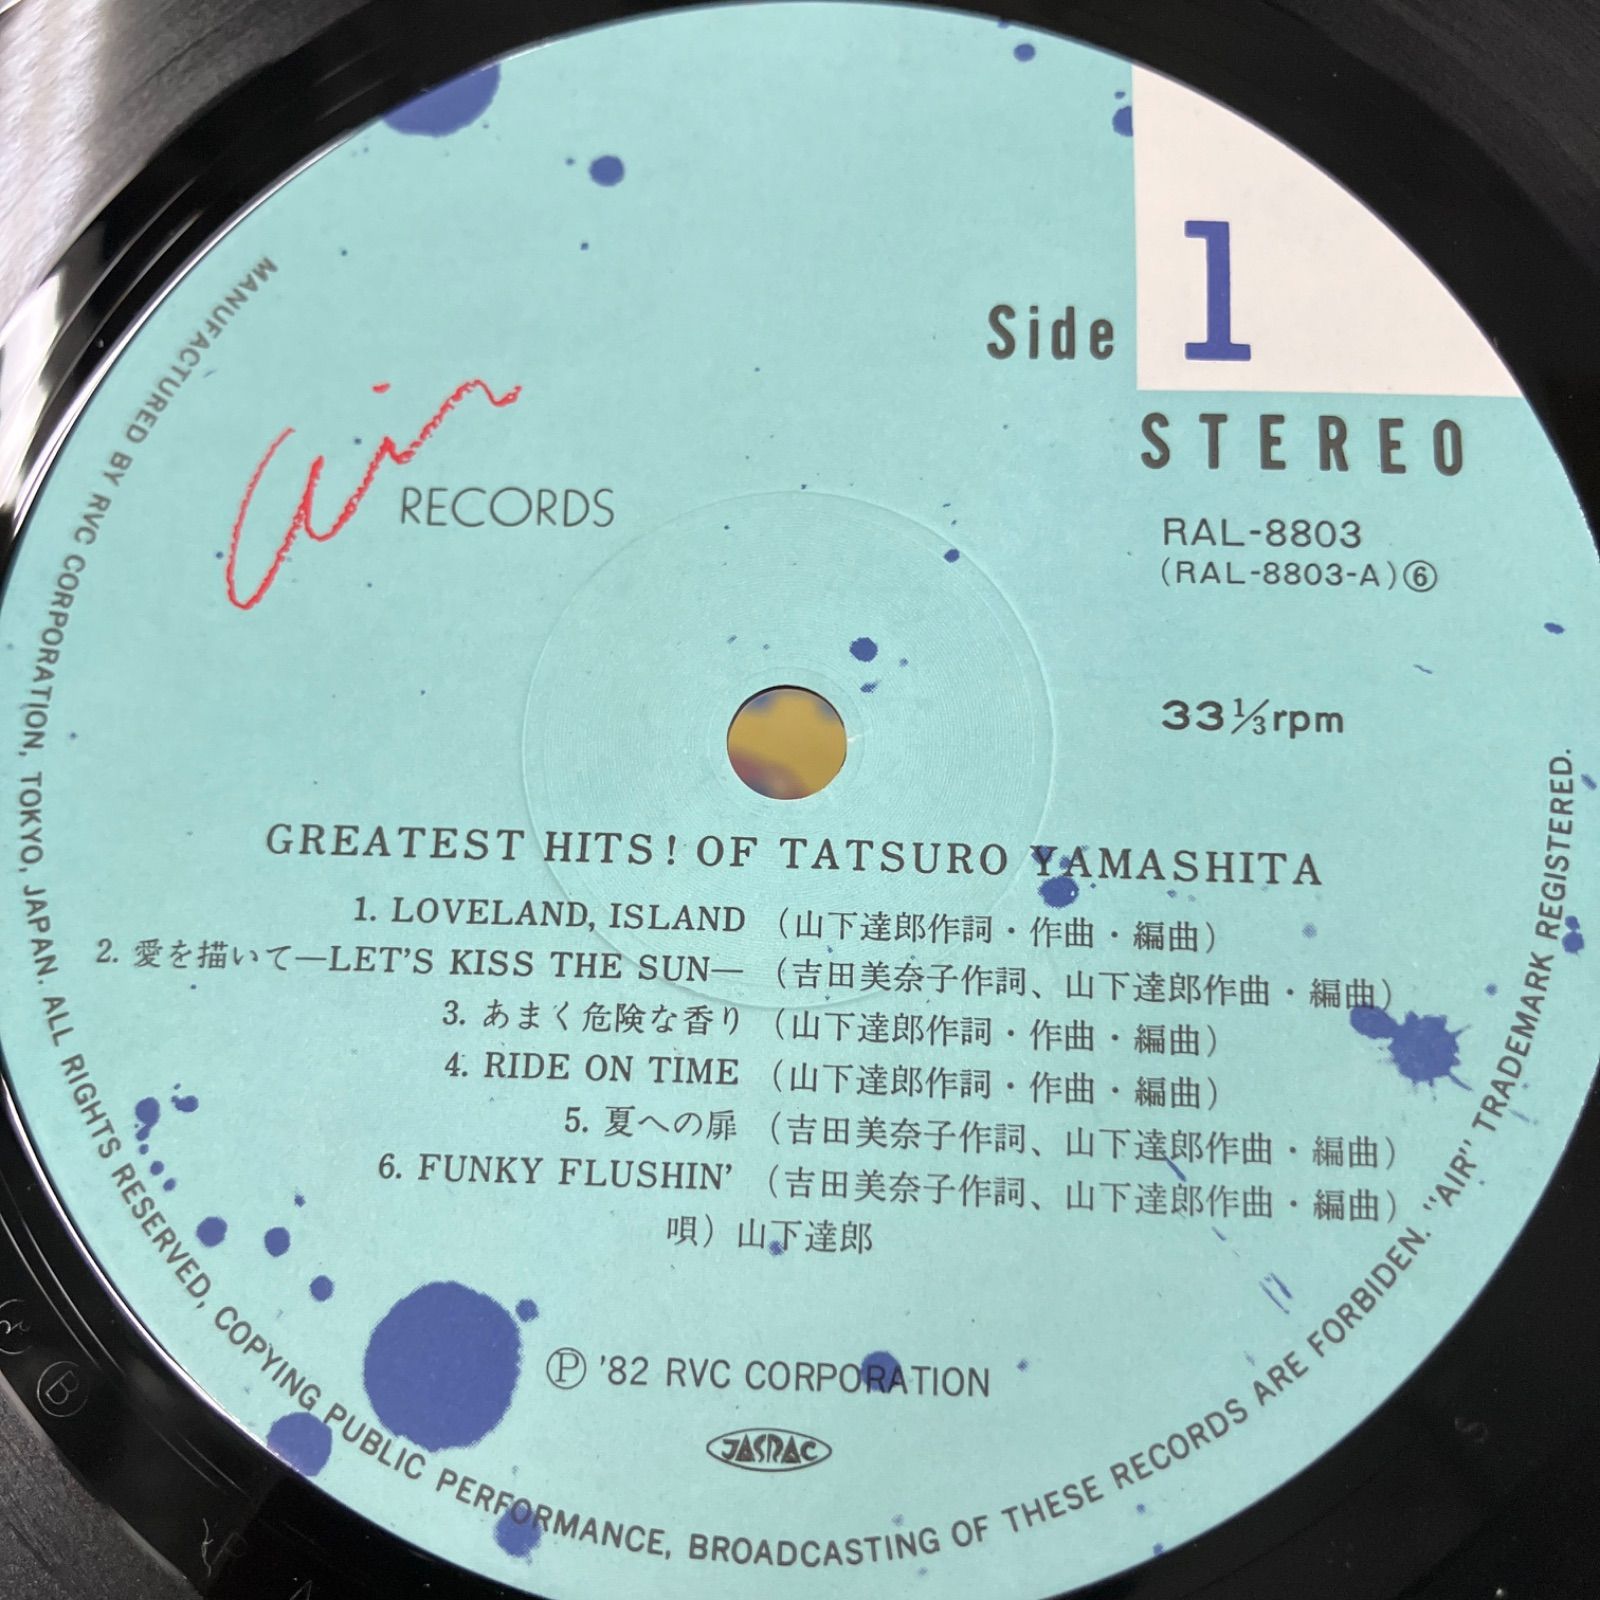 Side 1
STEREO
Air RECORDS
RAL-8803
(RAL-8803-A)⑥
33 1/3 rpm
GREATEST HITS! OF TATSURO YAMASHITA
1. LOVELAND, ISLAND (山下達郎作詞・作曲・編曲)
2. 愛を描いて—LET'S KISS THE SUN— (吉田美奈子作詞、山下達郎作曲・編曲)
3. あまく危険な香り (山下達郎作詞・作曲・編曲)
4. RIDE ON TIME (山下達郎作詞・作曲・編曲)
5. 夏への扉 (吉田美奈子作詞、山下達郎作曲・編曲)
6. FUNKY FLUSHIN' (吉田美奈子作詞、山下達郎作曲・編曲)
唄) 山下達郎
Ⓟ '82 RVC CORPORATION
JASRAC
MANUFACTURED BY RVC CORPORATION, TOKYO, JAPAN. ALL RIGHTS RESERVED, COPYING PUBLIC PERFORMANCE, BROADCASTING OF THESE RECORDS ARE FORBIDEN. "AIR" TRADEMARK REGISTERED.
Ⓑ